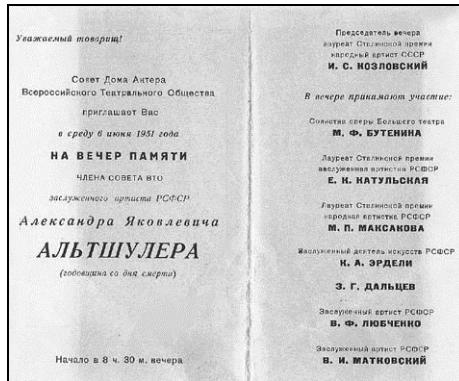 Уважаемый товарищ!
Совет Дома Актера
Всероссийского Театрального Общества
приглашает Вас
в среду 6 июня 1951 года
НА ВЕЧЕР ПАМЯТИ
ЧЛЕНА СОВЕТА ВТО
заслуженного артиста РСФСР
Александра Яковлевича
АЛЬТШУЛЕРА
(годовщина со дня смерти)
Начало в 8 ч. 30 м. вечера
Председатель вечера
лауреат Сталинской премии
народный артист СССР
И. С. КОЗЛОВСКИЙ
В вечере принимают участие:
Солистка оперы Большого театра
М. Ф. БУТЕНИНА
Лауреат Сталинской премии
заслуженная артистка РСФСР
Е. К. КАТУЛЬСКАЯ
Лауреат Сталинской премии
народная артистка РСФСР
М. П. МАКСАКОВА
Заслуженный деятель искусств РСФСР
К. А. ЭРДЕЛИ
З. Г. ДАЛЬЦЕВ
Заслуженный артист РСФСР
В. Ф. ЛЮБЧЕНКО
Заслуженный артист РСФСР
В. И. МАТКОВСКИЙ